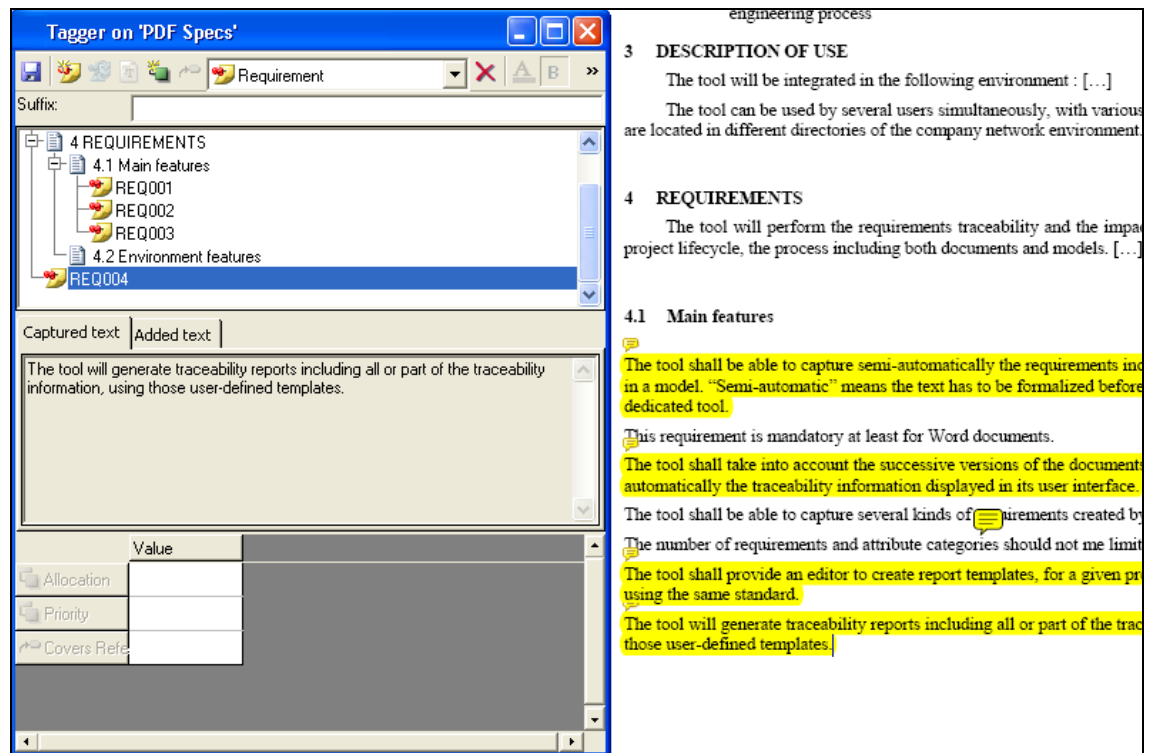 Tagger on 'PDF Specs'
Requirement
A B »
Suffix:
4 REQUIREMENTS
4.1 Main features
REQ001
REQ002
REQ003
4.2 Environment features
REQ004
Captured text Added text
The tool will generate traceability reports including all or part of the traceability
information, using those user-defined templates.
Value
Allocation
Priority
Covers Refe
engineering process
3 DESCRIPTION OF USE
The tool will be integrated in the following environment : […]
The tool can be used by several users simultaneously, with various
are located in different directories of the company network environment.
4 REQUIREMENTS
The tool will perform the requirements traceability and the impa
project lifecycle, the process including both documents and models. […]
4.1 Main features
The tool shall be able to capture semi-automatically the requirements inc
in a model. “Semi-automatic” means the text has to be formalized before
dedicated tool.
This requirement is mandatory at least for Word documents.
The tool shall take into account the successive versions of the documents
automatically the traceability information displayed in its user interface.
The tool shall be able to capture several kinds of irements created by
The number of requirements and attribute categories should not me limit
The tool shall provide an editor to create report templates, for a given pr
using the same standard.
The tool will generate traceability reports including all or part of the trac
those user-defined templates.